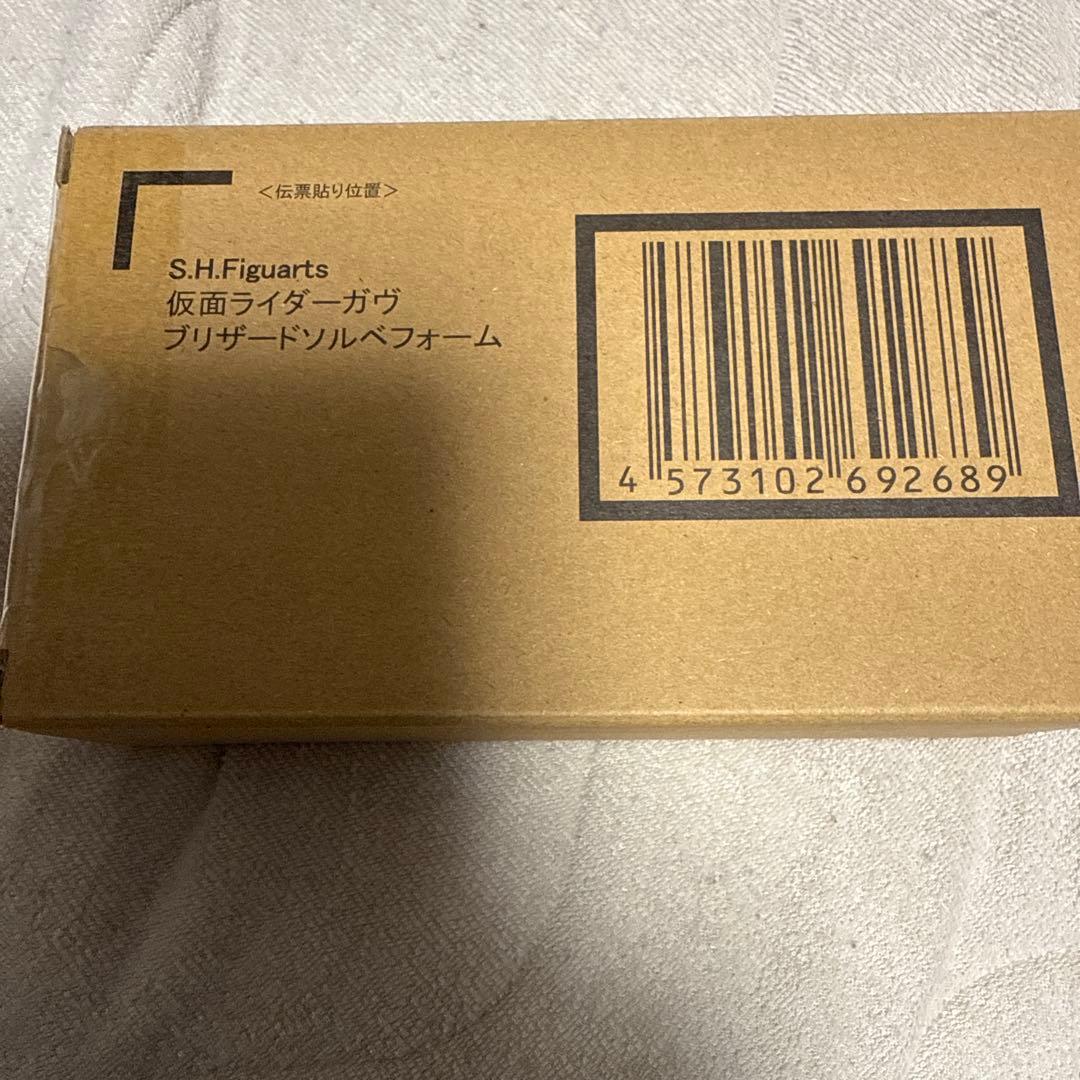 <伝票貼り位置>
S.H.Figuarts
仮面ライダーガヴ
ブリザードソルベフォーム
4 573102 692689